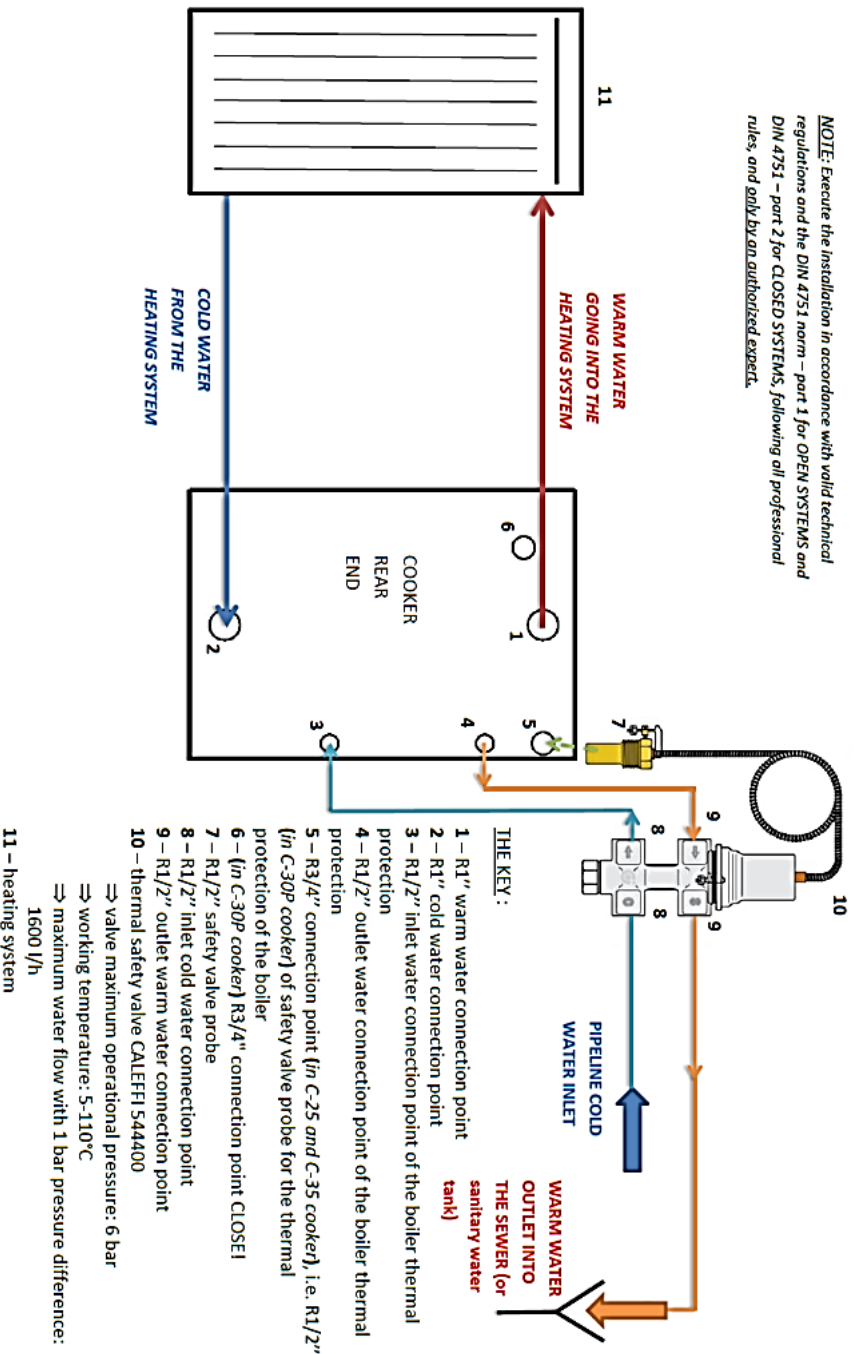 NOTE: Execute the installation in accordance with valid technical
regulations and the DIN 4751 norm – part 1 for OPEN SYSTEMS and
DIN 4751 – part 2 for CLOSED SYSTEMS, following all professional
rules, and only by an authorized expert.
11
WARM WATER
GOING INTO THE
HEATING SYSTEM
COLD WATER
FROM THE
HEATING SYSTEM
6
1
COOKER
REAR
END
2
5
4
3
7
10
9
9
8
8
PIPELINE COLD
WATER INLET
WARM WATER
OUTLET INTO
THE SEWER (or
sanitary water
tank)
THE KEY :
1 – R1" warm water connection point
2 – R1" cold water connection point
3 – R1/2" inlet water connection point of the boiler thermal
protection
4 – R1/2" outlet water connection point of the boiler thermal
protection
5 – R3/4" connection point (in C-25 and C-35 cooker), i.e. R1/2"
(in C-30P cooker) of safety valve probe for the thermal
protection of the boiler
6 – (in C-30P cooker) R3/4" connection point CLOSE!
7 – R1/2" safety valve probe
8 – R1/2" inlet cold water connection point
9 – R1/2" outlet warm water connection point
10 – thermal safety valve CALEFFI 544400
⇒ valve maximum operational pressure: 6 bar
⇒ working temperature: 5-110°C
⇒ maximum water flow with 1 bar pressure difference:
1600 l/h
11 – heating system